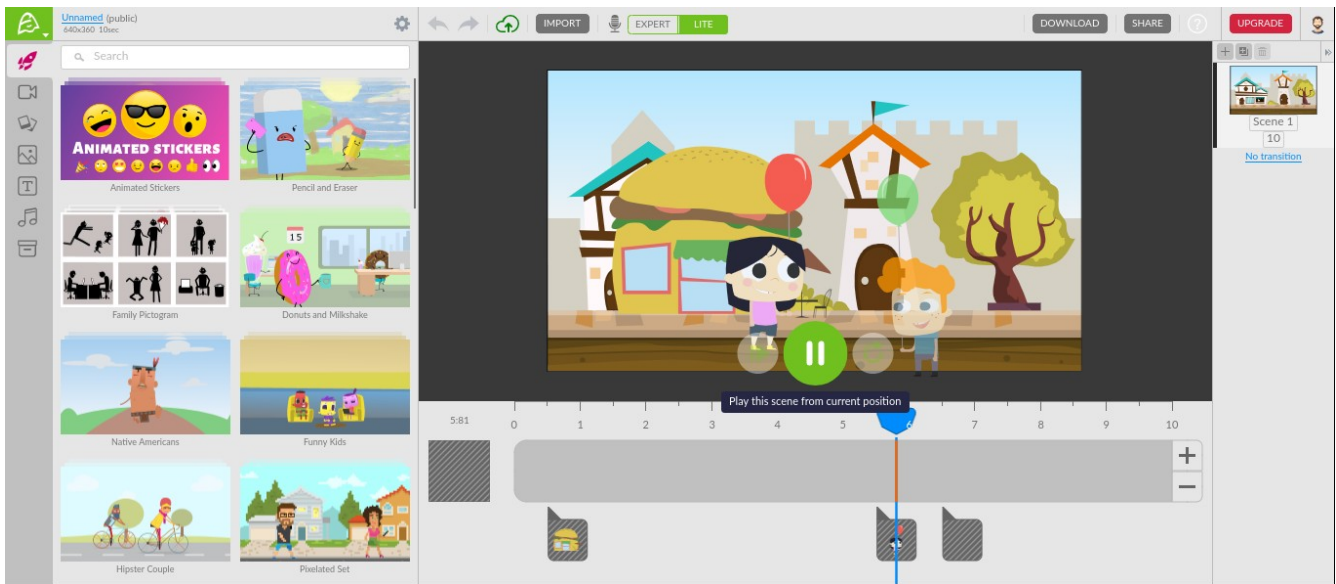 Unnamed (public)
640x360 10sec
IMPORT
EXPERT
LITE
DOWNLOAD
SHARE
?
UPGRADE
Search
ANIMATED STICKERS
Animated Stickers
Pencil and Eraser
15
Family Pictogram
Donuts and Milkshake
Native Americans
Funny Kids
Hipster Couple
Pixelated Set
T
Scene 1
10
No transition
Play this scene from current position
5:81
0 1 2 3 4 5 6 7 8 9 10